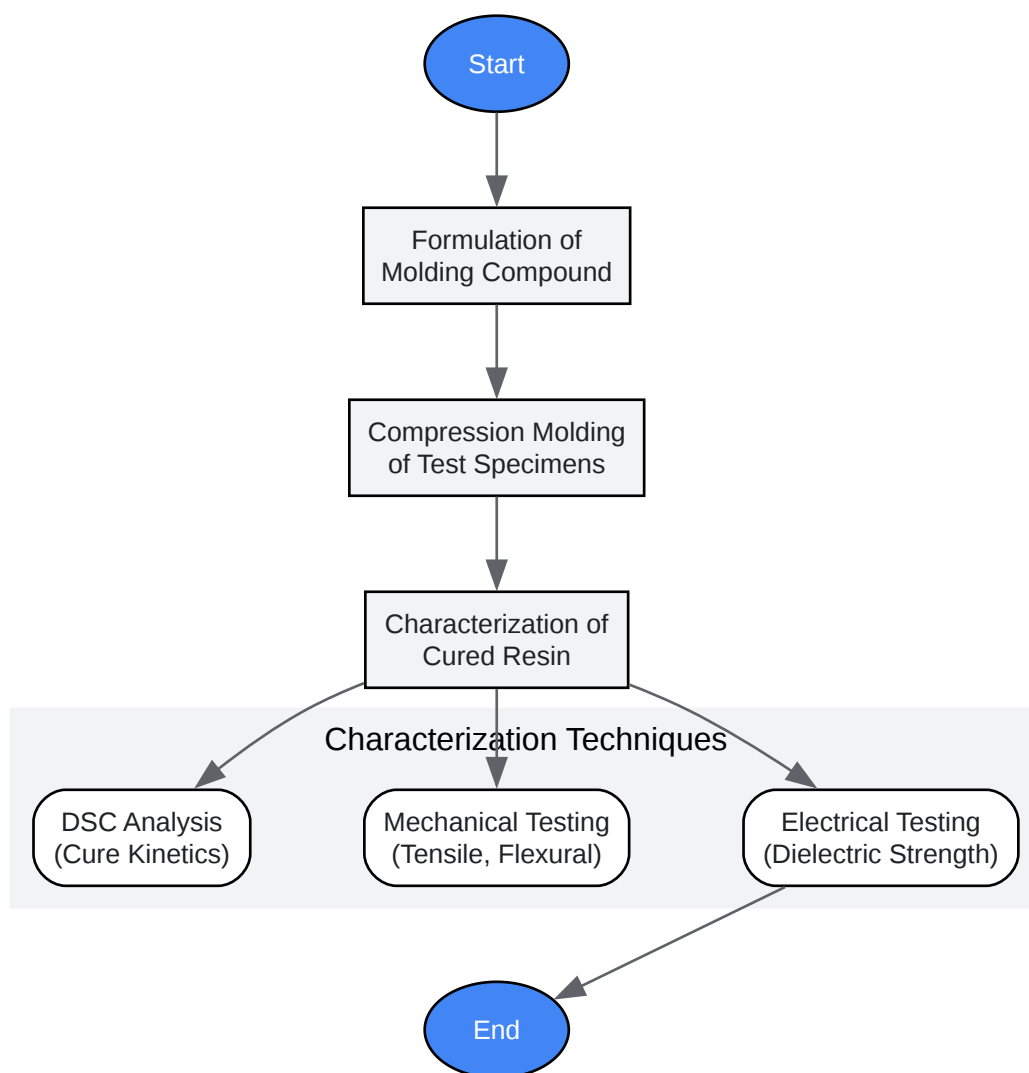 Start
Formulation of
Molding Compound
Compression Molding
of Test Specimens
Characterization of
Cured Resin
Characterization Techniques
DSC Analysis
(Cure Kinetics)
Mechanical Testing
(Tensile, Flexural)
Electrical Testing
(Dielectric Strength)
End